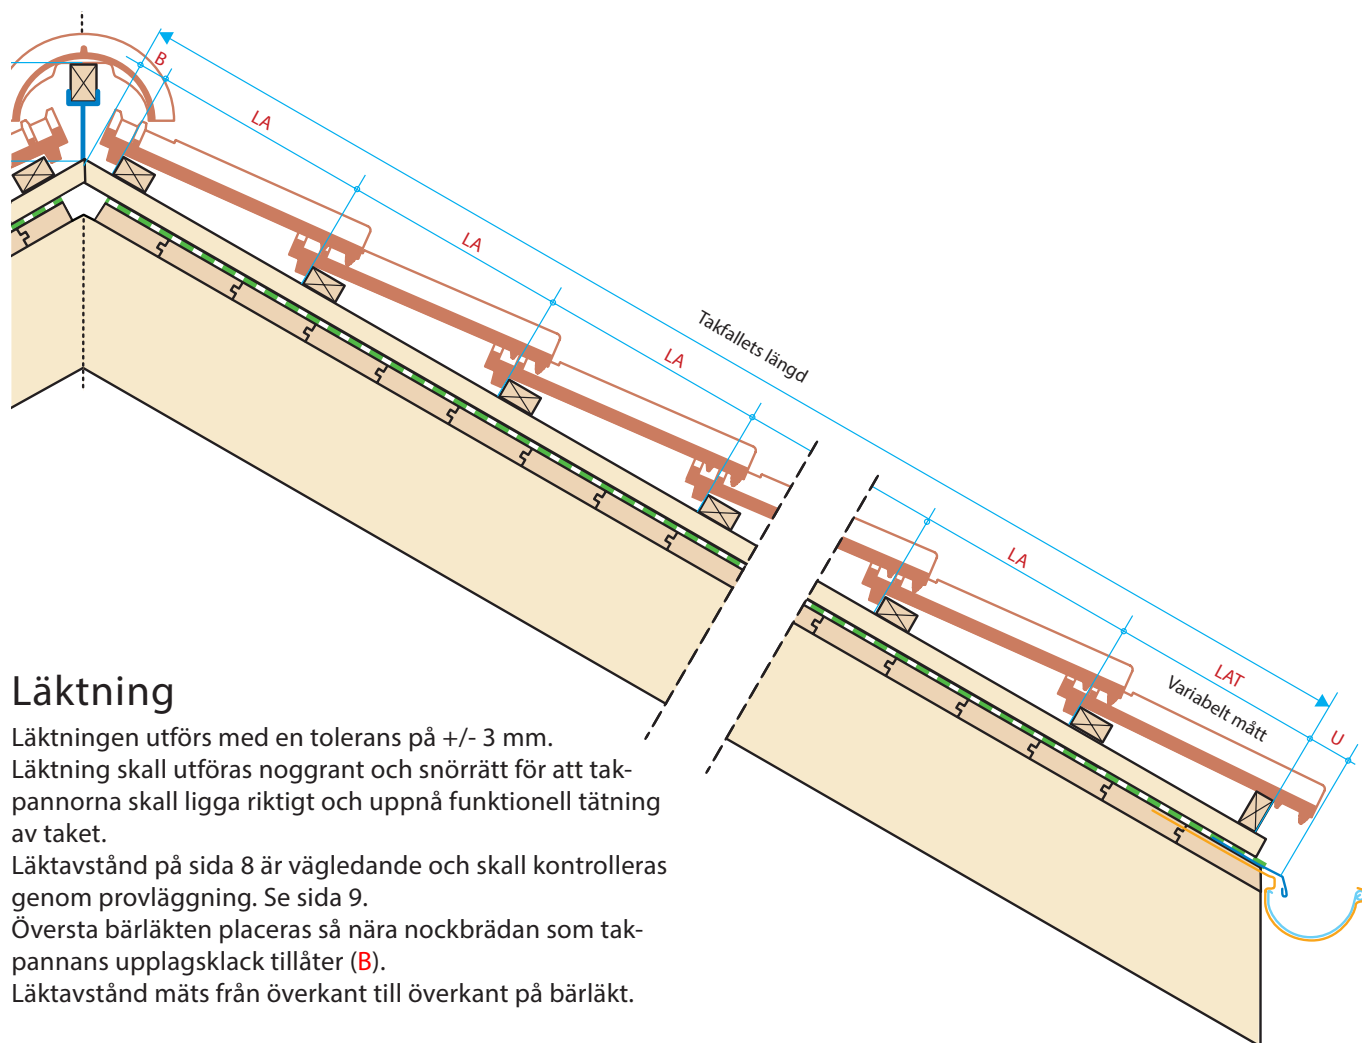 B
LA
LA
Takfallets längd
LA
LA
LAT
Variabelt mått
U
Läktning
Läktningen utförs med en tolerans på +/- 3 mm.
Läktning skall utföras noggrant och snörrätt för att tak-
pannorna skall ligga riktigt och uppnå funktionell tätning
av taket.
Läktavstånd på sida 8 är vägledande och skall kontrolleras
genom provläggning. Se sida 9.
Översta bärläkten placeras så nära nockbrädan som tak-
pannans upplagsklack tillåter (B).
Läktavstånd mäts från överkant till överkant på bärläkt.